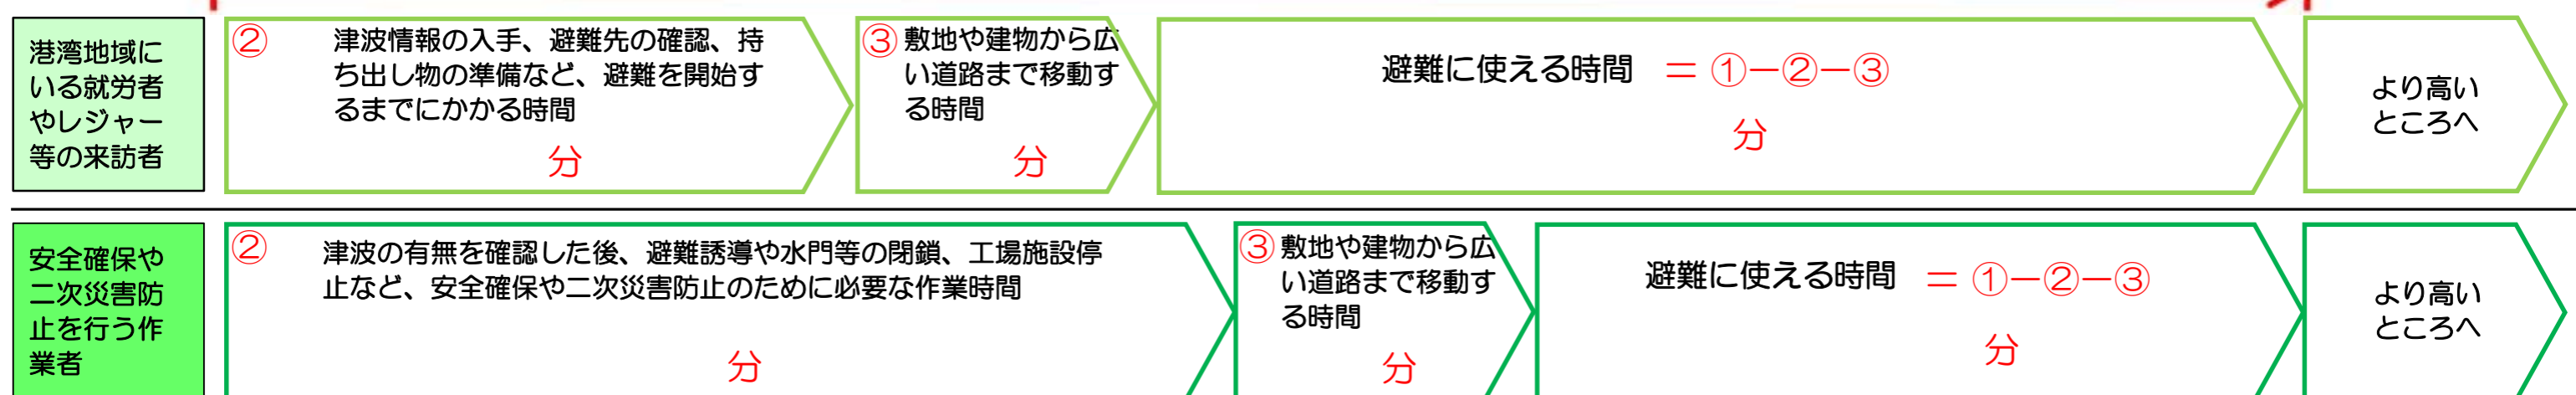 港湾地域に
いる就労者
やレジャー
等の来訪者
②
津波情報の入手、避難先の確認、持
ち出し物の準備など、避難を開始す
るまでにかかる時間
分
③ 敷地や建物から広
い道路まで移動す
る時間
分
避難に使える時間 = ①-②-③
分
より高い
ところへ
安全確保や
二次災害防
止を行う作
業者
②
津波の有無を確認した後、避難誘導や水門等の閉鎖、工場施設停
止など、安全確保や二次災害防止のために必要な作業時間
分
③ 敷地や建物から広
い道路まで移動す
る時間
分
避難に使える時間 = ①-②-③
分
より高い
ところへ